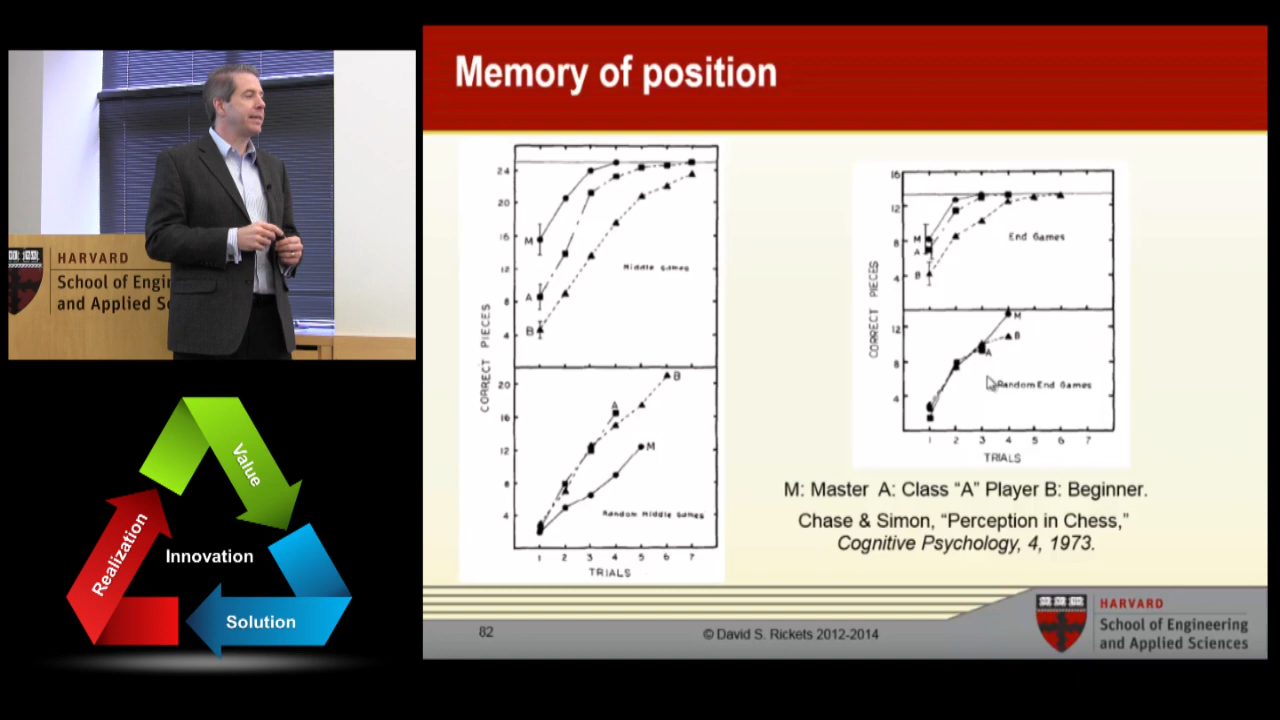 Memory of position
HARVARD
School of Engi
and Applied S
Value
Realization
Innovation
Solution
CORRECT PIECES
24
20
16
12
8
4
M
A
B
Middle Games
20
16
12
8
4
A
B
M
Random Middle Games
1 2 3 4 5 6 7
TRIALS
CORRECT PIECES
16
12
8
4
M
A
B
End Games
12
8
4
M
B
A
Random End Games
1 2 3 4 5 6 7
TRIALS
M: Master A: Class “A” Player B: Beginner.
Chase & Simon, “Perception in Chess,”
Cognitive Psychology, 4, 1973.
82
© David S. Rickets 2012-2014
HARVARD
School of Engineering
and Applied Sciences